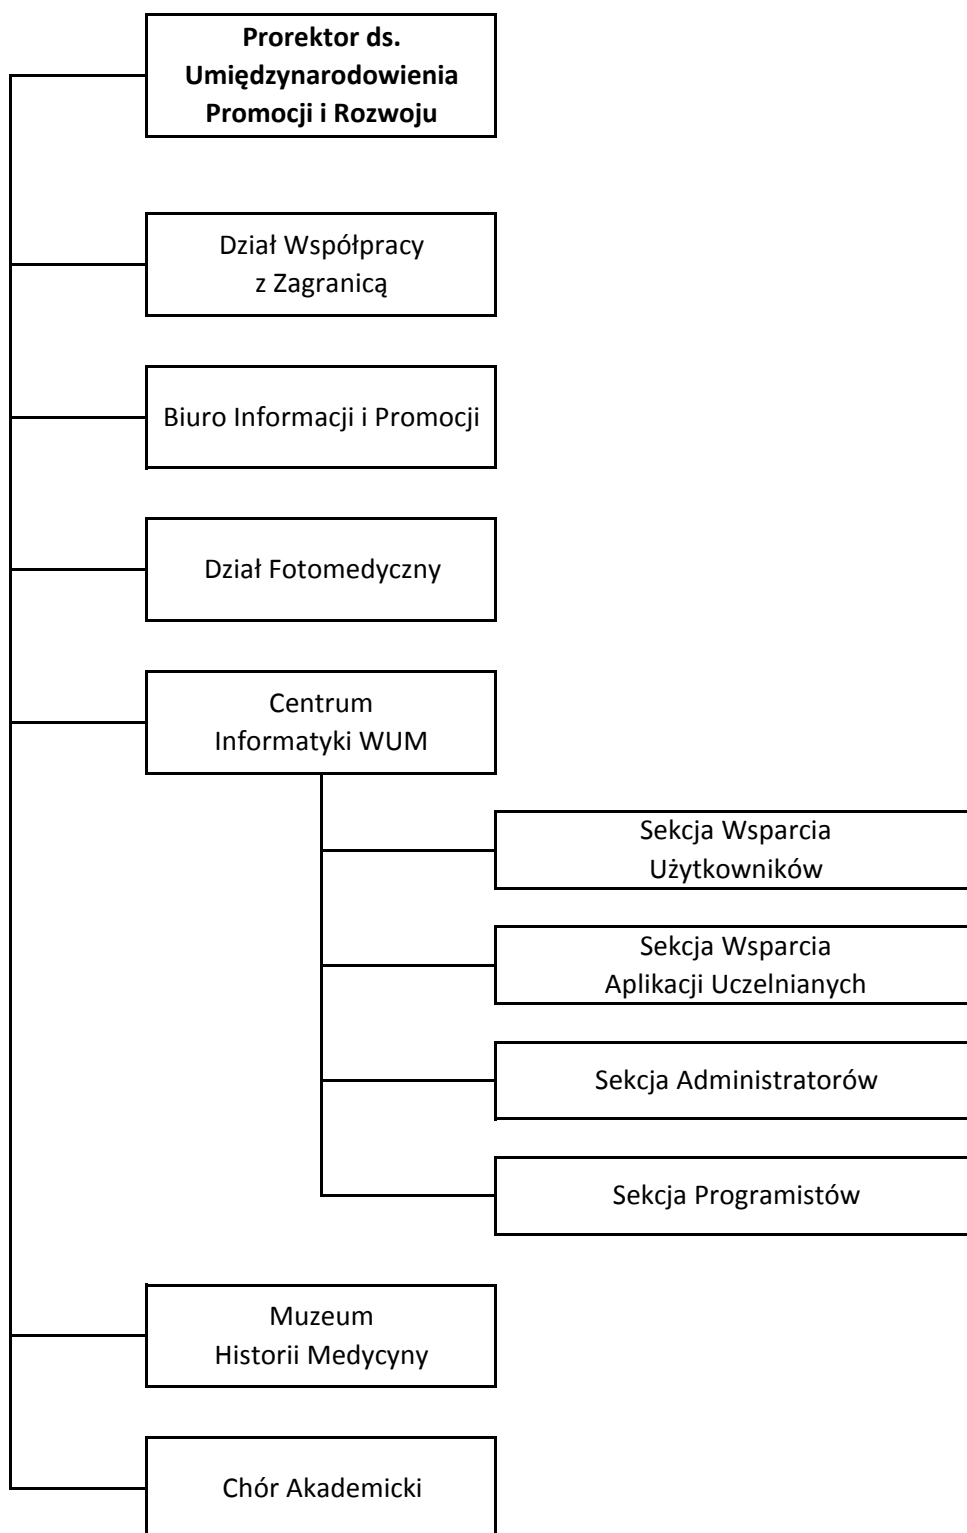 Prorektor ds.
Umiędzynarodowienia
Promocji i Rozwoju
Dział Współpracy
z Zagranicą
Biuro Informacji i Promocji
Dział Fotomedyczny
Centrum
Informatyki WUM
Sekcja Wsparcia
Użytkowników
Sekcja Wsparcia
Aplikacji Uczelnianych
Sekcja Administratorów
Sekcja Programistów
Muzeum
Historii Medycyny
Chór Akademicki